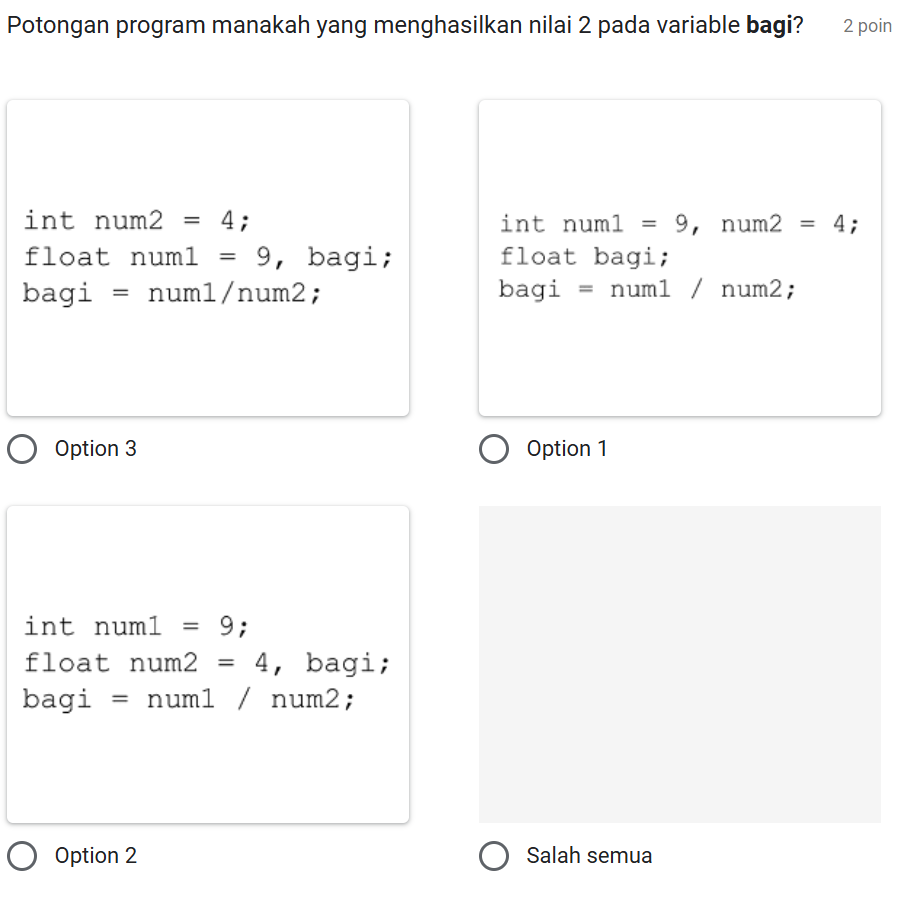 Potongan program manakah yang menghasilkan nilai 2 pada variable bagi?
2 poin
int num2 = 4;
float num1 = 9, bagi;
bagi = num1/num2;
Option 3
int num1 = 9, num2 = 4;
float bagi;
bagi = num1 / num2;
Option 1
int num1 = 9;
float num2 = 4, bagi;
bagi = num1 / num2;
Option 2
Salah semua